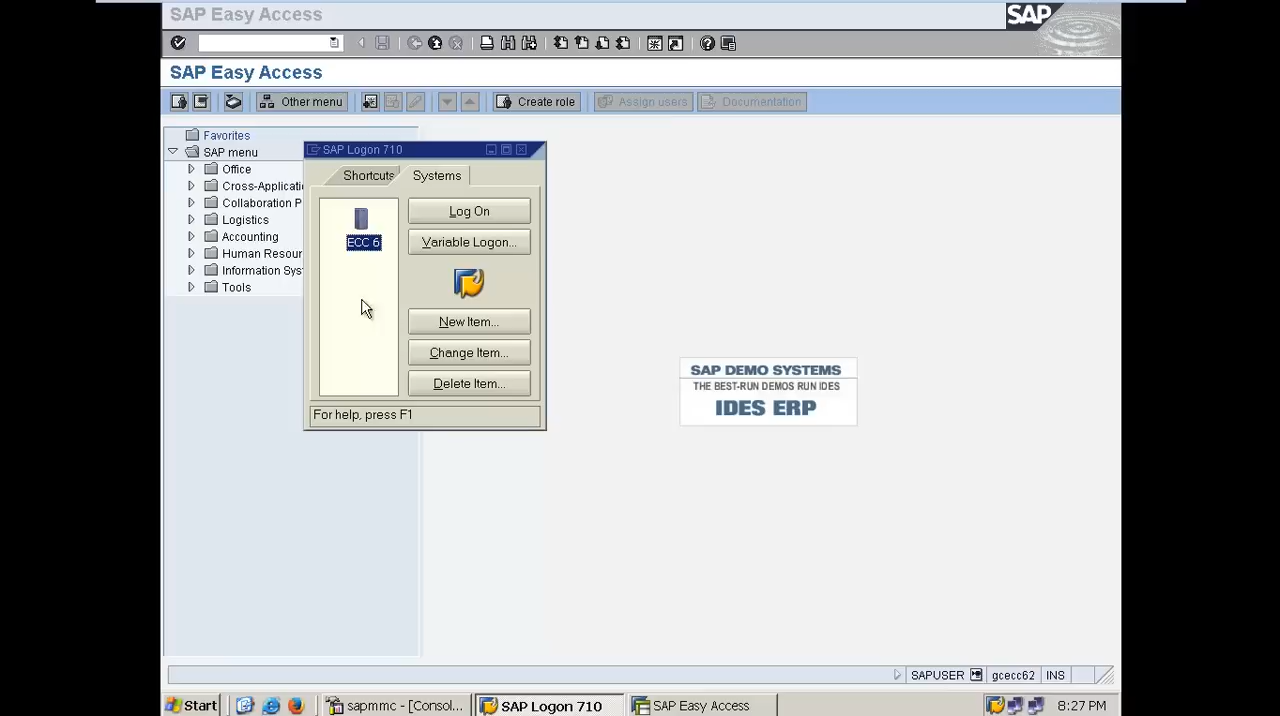 SAP Easy Access
SAP
SAP Easy Access
Other menu
Create role
Assign users
Documentation
Favorites
SAP menu
Office
Cross-Applicati
Collaboration P
Logistics
Accounting
Human Resour
Information Sys
Tools
SAP Logon 710
Shortcuts
Systems
ECC 6
Log On
Variable Logon...
New Item...
Change Item...
Delete Item...
For help, press F1
SAP DEMO SYSTEMS
THE BEST-RUN DEMOS RUN IDES
IDES ERP
SAPUSER
gcecc62
INS
Start
sapmmc - [Consol...
SAP Logon 710
SAP Easy Access
8:27 PM